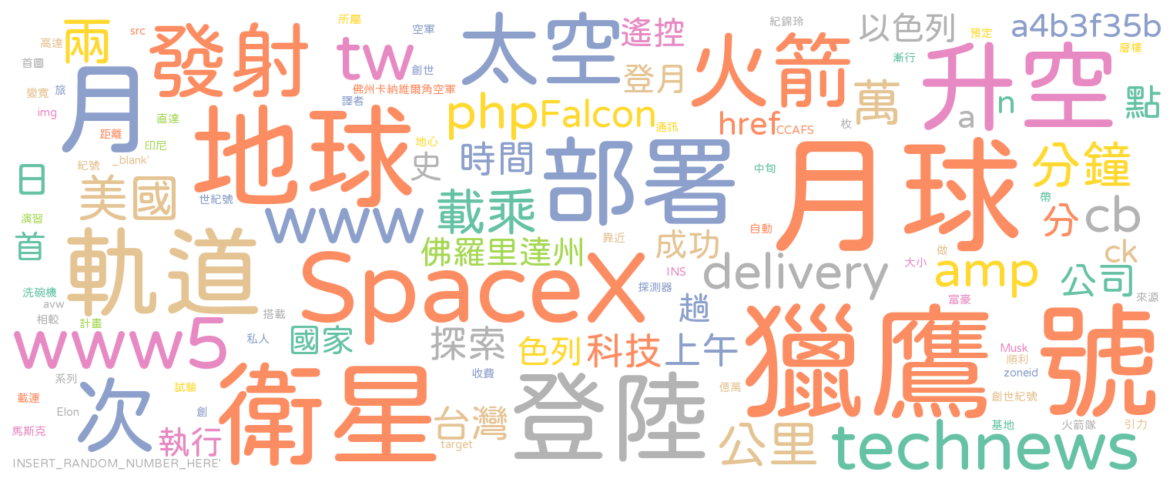 所屬 紀錦玲 預定
src 兩 發射 tw 空軍 太空 遙控 以色列 a4b3f35b
高達 創世 火箭 漸行 升空 層樓
首圖 月 登月
變寬 旅 佛州卡納維爾角空軍 萬 n 點
img 譯者 php Falcon 通訊 href CCAFS 枚 a
距離 直達 地球 地心
印尼 時間 部署 月球 分鐘
紀號 _blank' 史 中旬
日 美國 世紀號 載乘 帶
演習 www 自動 分 cb
首 軌道 佛羅里達州 靠近 成功 做 ck
SpaceX INS delivery 大小 amp 公司
洗碗機 探測器
avw 搭載 趟 富豪 來源
相較 計畫 www5 私人 國家 探索 色列 科技 上午 獵鷹號 Musk
順利
系列 次 衛星 收費 zoneid
載運 試驗 登陸 億萬 創世紀號
Elon 創 台灣
馬斯克 執行 target 公里 technews 基地 火箭隊 引力
INSERT_RANDOM_NUMBER_HERE'